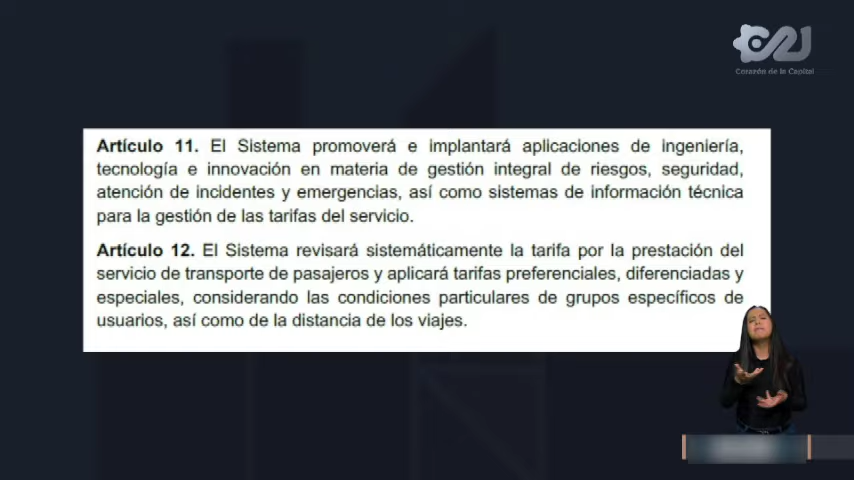 Corazón de la Capital
Artículo 11. El Sistema promoverá e implantará aplicaciones de ingeniería,
tecnología e innovación en materia de gestión integral de riesgos, seguridad,
atención de incidentes y emergencias, así como sistemas de información técnica
para la gestión de las tarifas del servicio.
Artículo 12. El Sistema revisará sistemáticamente la tarifa por la prestación del
servicio de transporte de pasajeros y aplicará tarifas preferenciales, diferenciadas y
especiales, considerando las condiciones particulares de grupos específicos de
usuarios, así como de la distancia de los viajes.